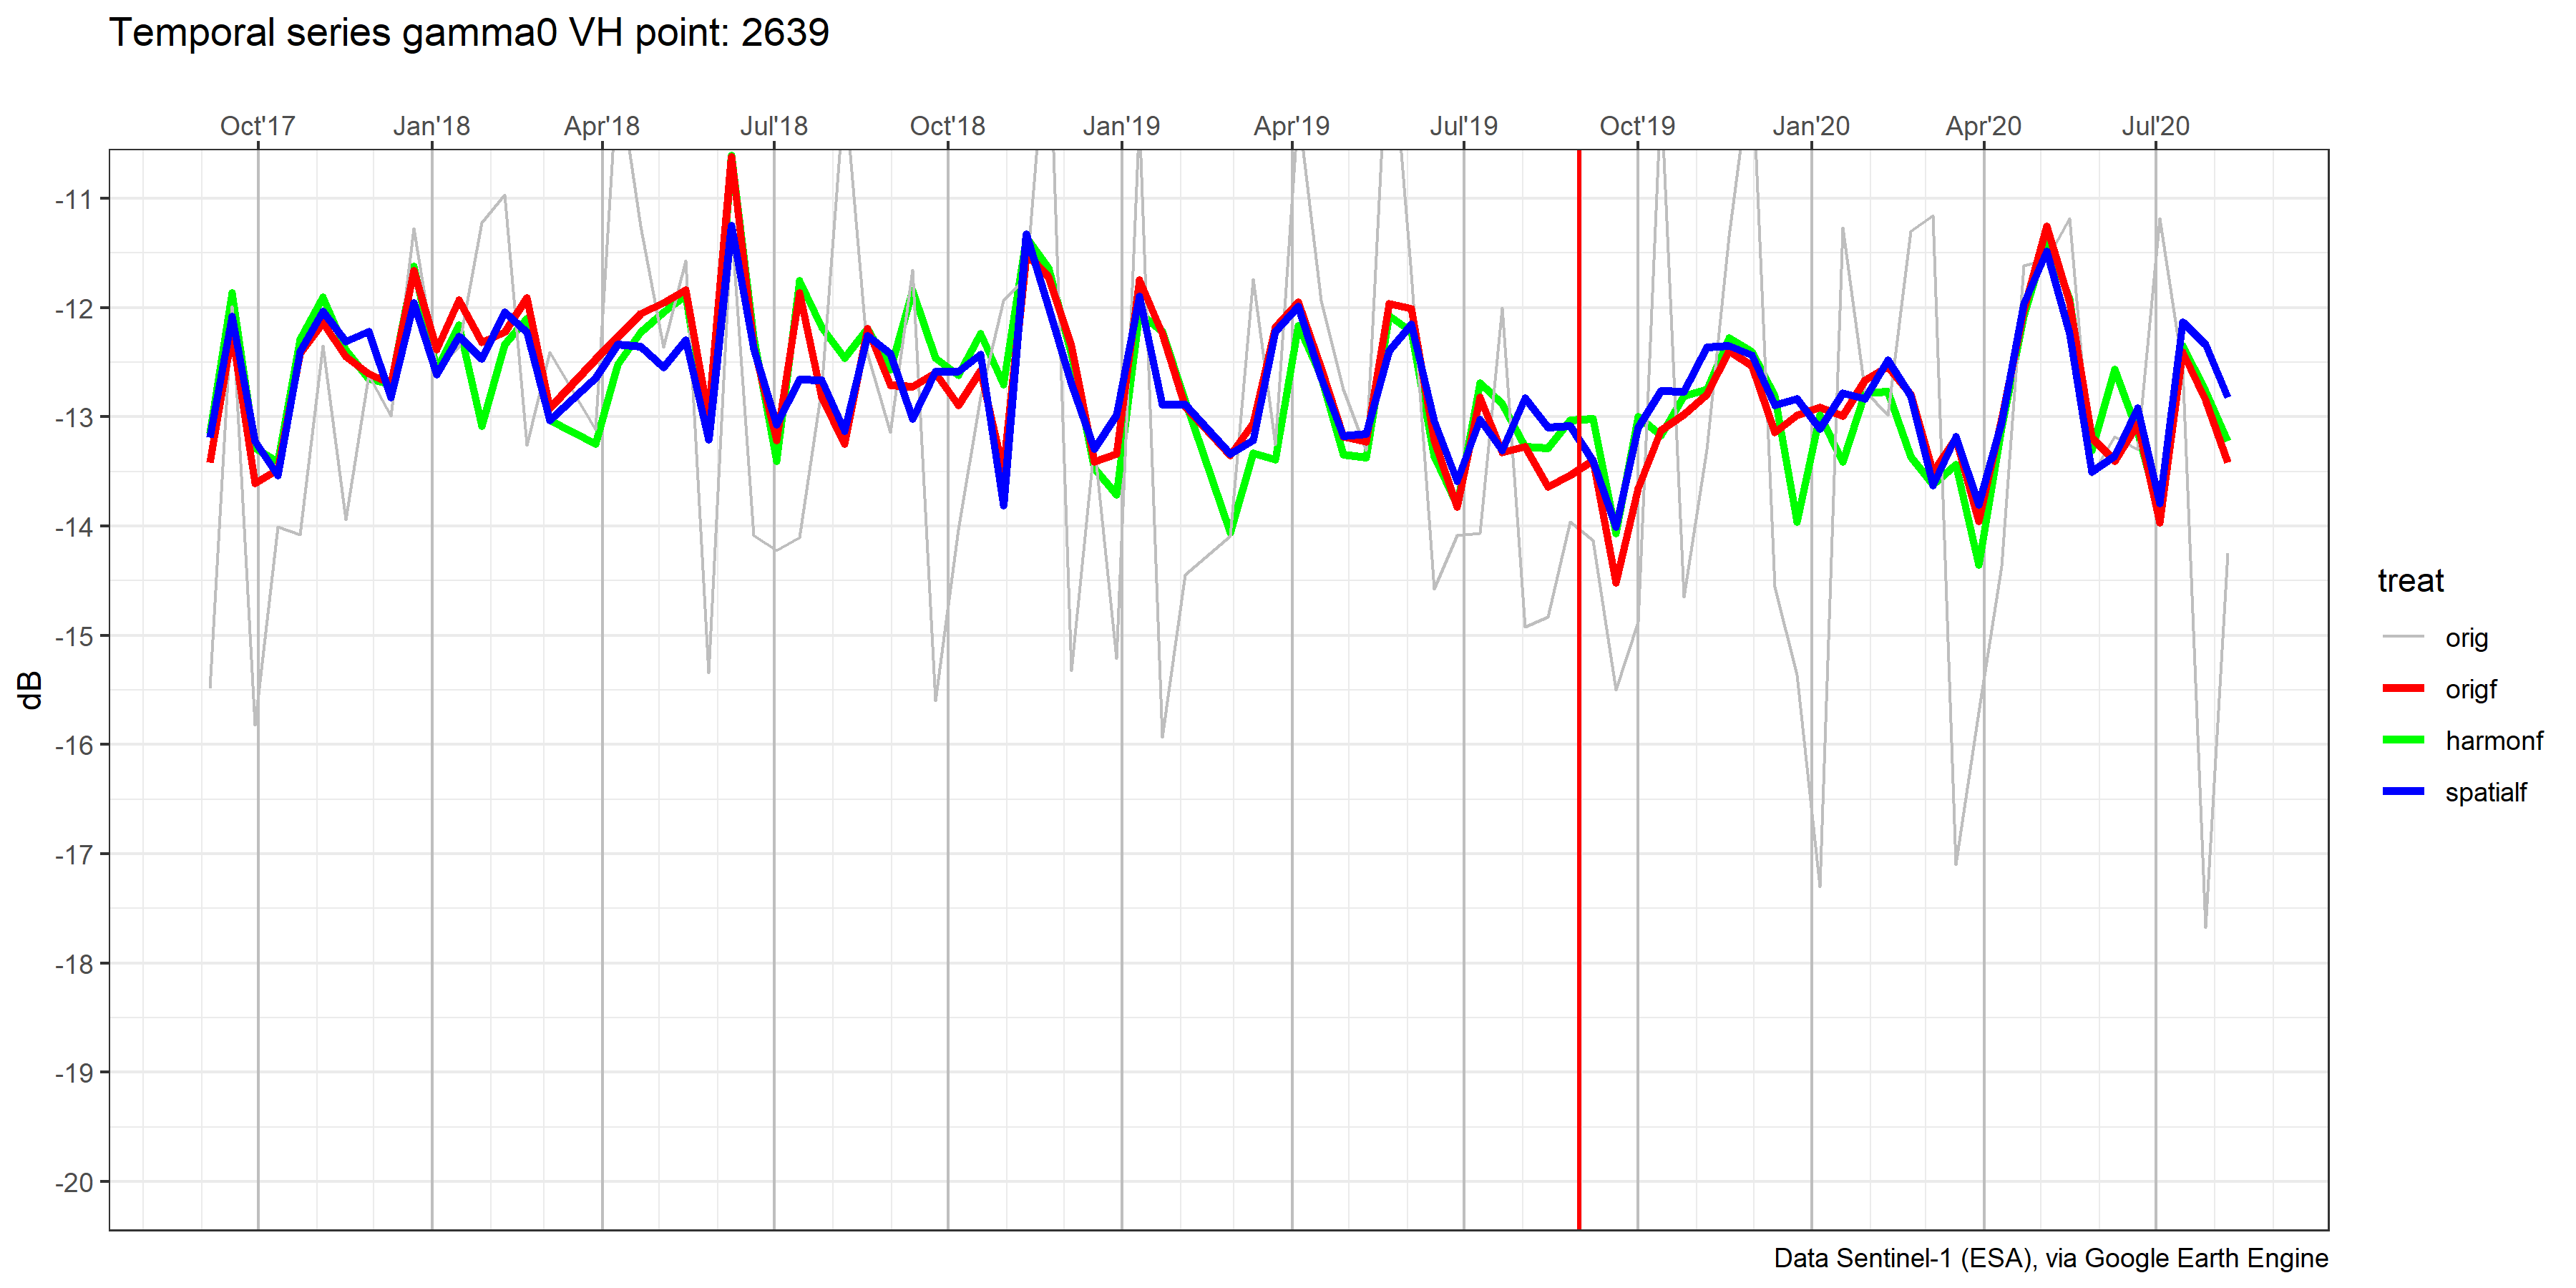 Temporal series gamma0 VH point: 2639
Oct'17 Jan'18 Apr'18 Jul'18 Oct'18 Jan'19 Apr'19 Jul'19 Oct'19 Jan'20 Apr'20 Jul'20
-11
-12
-13
-14
-15
-16
-17
-18
-19
-20
dB
treat
orig
origf
harmonf
spatialf
Data Sentinel-1 (ESA), via Google Earth Engine